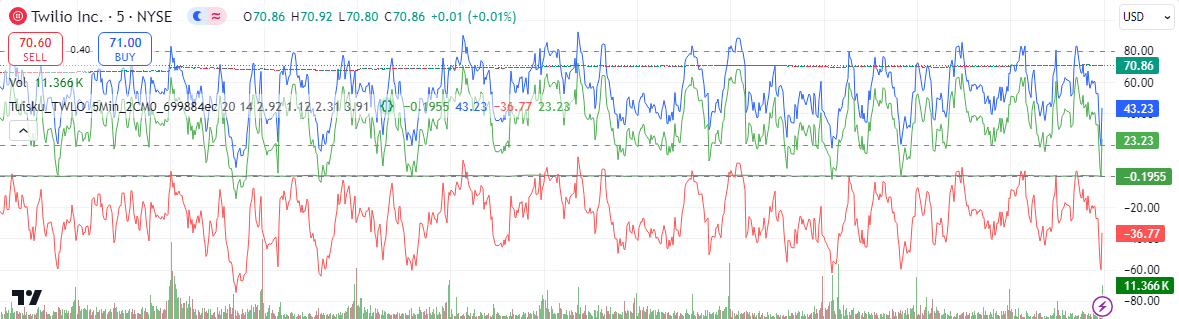 Twilio Inc. · 5 · NYSE O70.86 H70.92 L70.80 C70.86 +0.01 (+0.01%)
USD
70.60 SELL
0.40
71.00 BUY
Vol 11.366 K
Tuisku_TWLO_5Min_2CM0_699884ec 20 14 2.92 1.12 2.31 3.91 −0.1955 43.23 −36.77 23.23
80.00
70.86
60.00
43.23
23.23
−0.1955
−20.00
−36.77
−60.00
11.366 K
−80.00